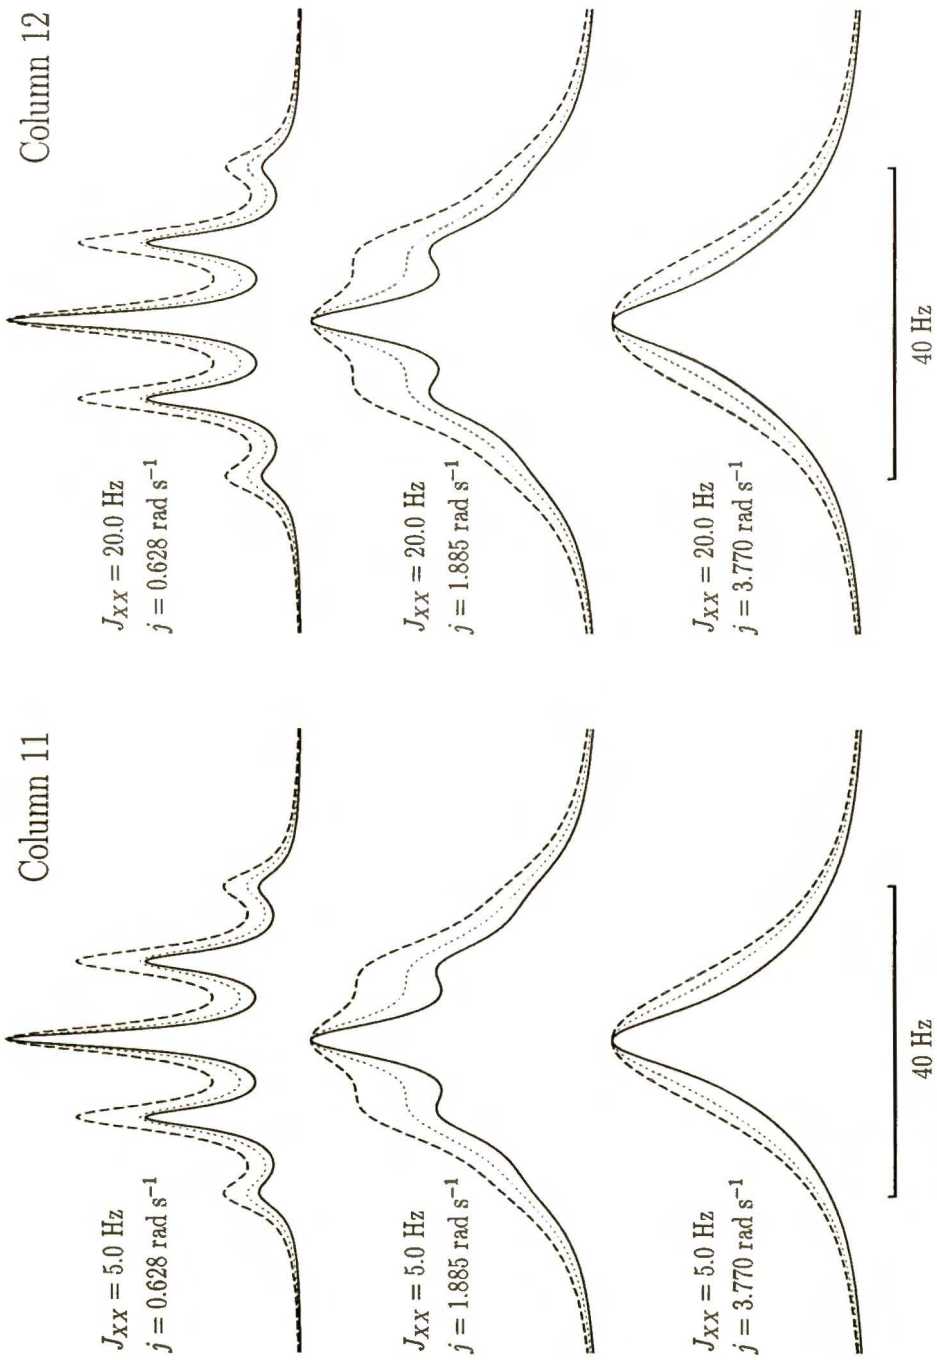 Column 11
J_XX = 5.0 Hz
j = 0.628 rad s⁻¹
J_XX = 5.0 Hz
j = 1.885 rad s⁻¹
J_XX = 5.0 Hz
j = 3.770 rad s⁻¹
40 Hz
Column 12
J_XX = 20.0 Hz
j = 0.628 rad s⁻¹
J_XX = 20.0 Hz
j = 1.885 rad s⁻¹
J_XX = 20.0 Hz
j = 3.770 rad s⁻¹
40 Hz